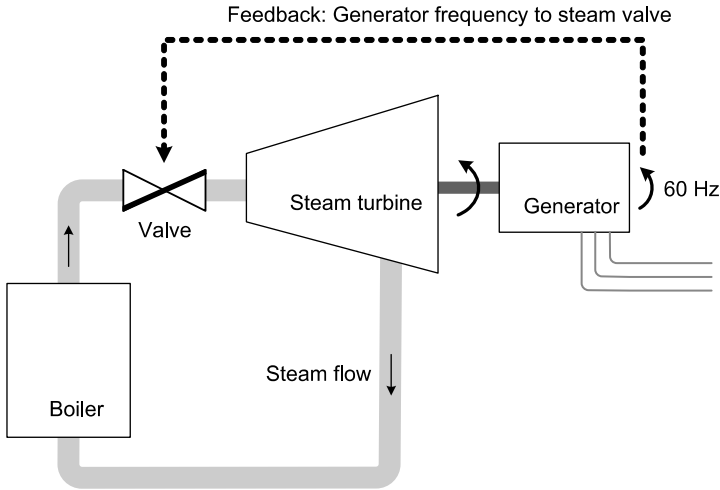 Feedback: Generator frequency to steam valve
60 Hz
Steam turbine
Generator
Valve
Steam flow
Boiler